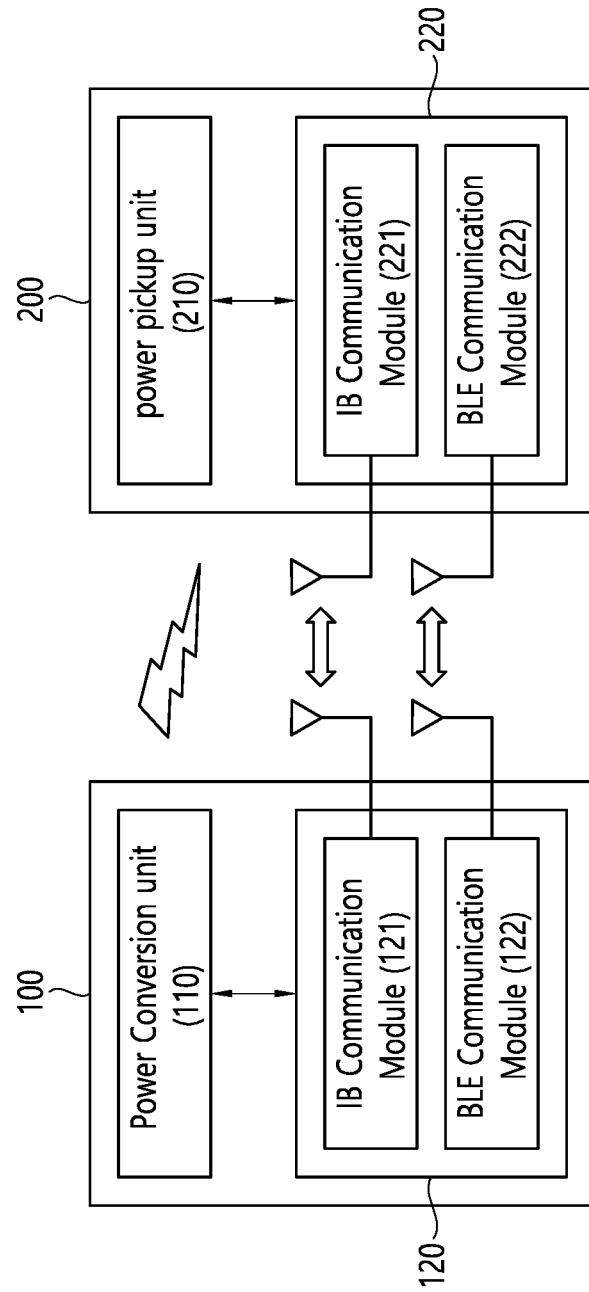 100
Power Conversion unit
(110)
IB Communication
Module (121)
BLE Communication
Module (122)
120
200
power pickup unit
(210)
IB Communication
Module (221)
BLE Communication
Module (222)
220